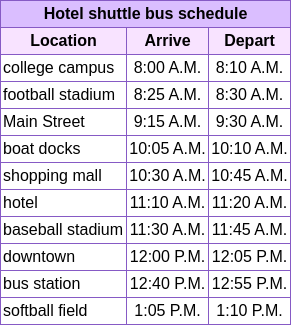 Hotel shuttle bus schedule
Location Arrive Depart
college campus 8:00 A.M. 8:10 A.M.
football stadium 8:25 A.M. 8:30 A.M.
Main Street 9:15 A.M. 9:30 A.M.
boat docks 10:05 A.M. 10:10 A.M.
shopping mall 10:30 A.M. 10:45 A.M.
hotel 11:10 A.M. 11:20 A.M.
baseball stadium 11:30 A.M. 11:45 A.M.
downtown 12:00 P.M. 12:05 P.M.
bus station 12:40 P.M. 12:55 P.M.
softball field 1:05 P.M. 1:10 P.M.